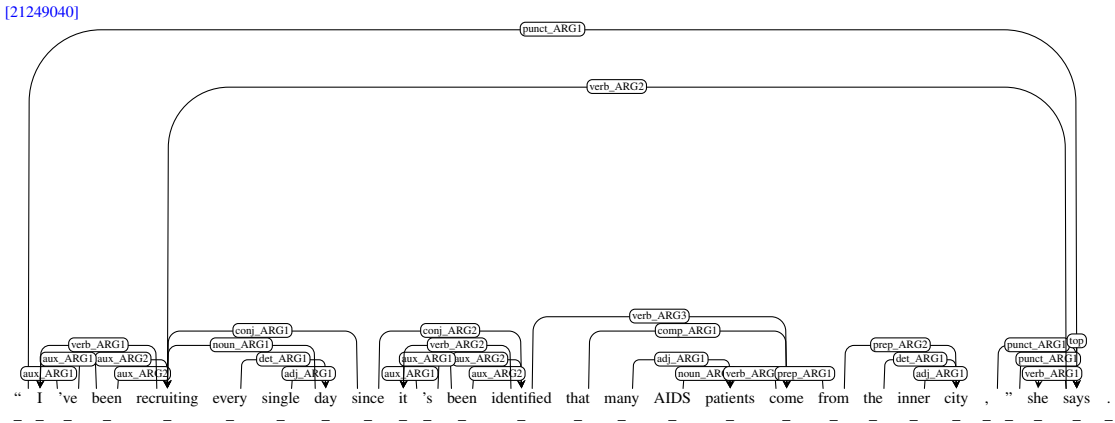 [21249040]
punct_ARG1
verb_ARG2
verb_ARG3
conj_ARG1 conj_ARG2 comp_ARG1
verb_ARG1 noun_ARG1 verb_ARG2 prep_ARG2 punct_ARG1 top
aux_ARG1 aux_ARG2 det_ARG1 aux_ARG1 aux_ARG2 adj_ARG1 det_ARG1 punct_ARG1
aux_ARG1 aux_ARG2 adj_ARG1 aux_ARG1 aux_ARG2 noun_ARG verb_ARG prep_ARG1 adj_ARG1 verb_ARG1
“ I 've been recruiting every single day since it 's been identified that many AIDS patients come from the inner city , ” she says .